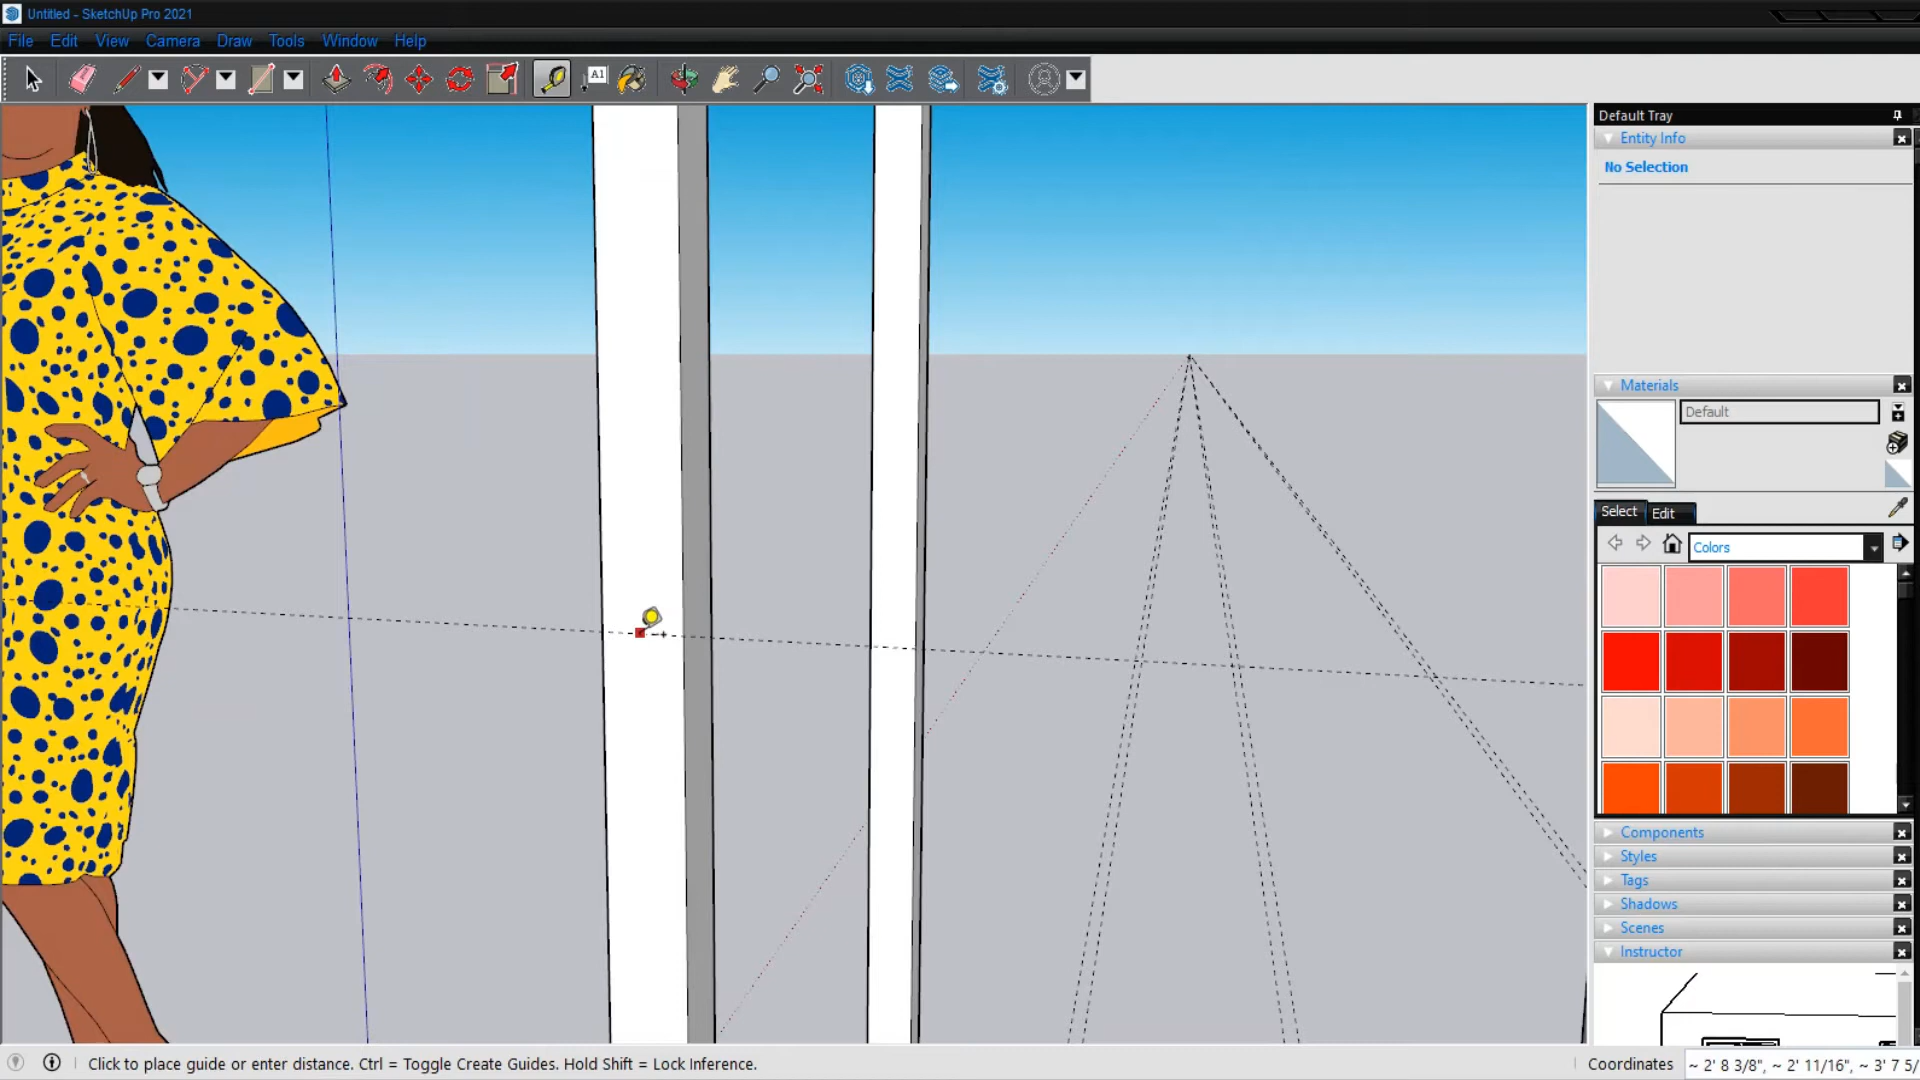 Untitled - SketchUp Pro 2021
File Edit View Camera Draw Tools Window Help
A1
Default Tray
Entity Info
No Selection
Materials
Default
Select Edit
Colors
Components
Styles
Tags
Shadows
Scenes
Instructor
Click to place guide or enter distance. Ctrl = Toggle Create Guides. Hold Shift = Lock Inference.
Coordinates ~ 2' 8 3/8", ~ 2' 11/16", ~ 3' 7 5/